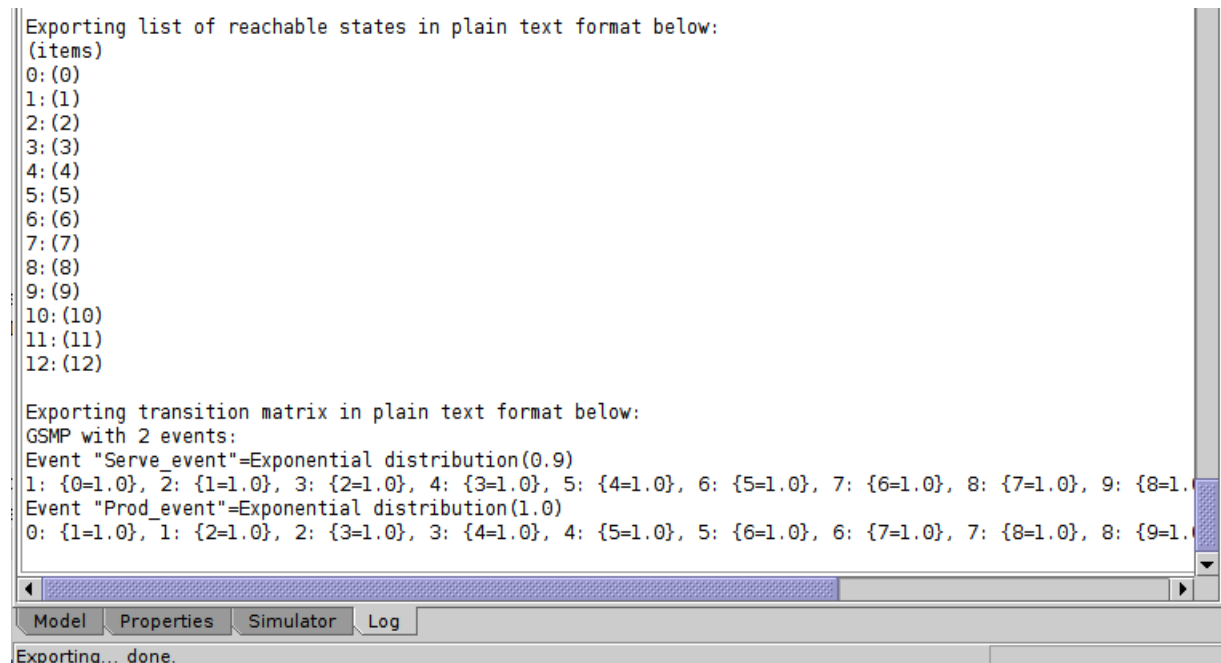 Exporting list of reachable states in plain text format below:
(items)
0:(0)
1:(1)
2:(2)
3:(3)
4:(4)
5:(5)
6:(6)
7:(7)
8:(8)
9:(9)
10:(10)
11:(11)
12:(12)
Exporting transition matrix in plain text format below:
GSMP with 2 events:
Event "Serve_event"=Exponential distribution(0.9)
1: {0=1.0}, 2: {1=1.0}, 3: {2=1.0}, 4: {3=1.0}, 5: {4=1.0}, 6: {5=1.0}, 7: {6=1.0}, 8: {7=1.0}, 9: {8=1.
Event "Prod_event"=Exponential distribution(1.0)
0: {1=1.0}, 1: {2=1.0}, 2: {3=1.0}, 3: {4=1.0}, 4: {5=1.0}, 5: {6=1.0}, 6: {7=1.0}, 7: {8=1.0}, 8: {9=1.
Model Properties Simulator Log
Exporting... done.